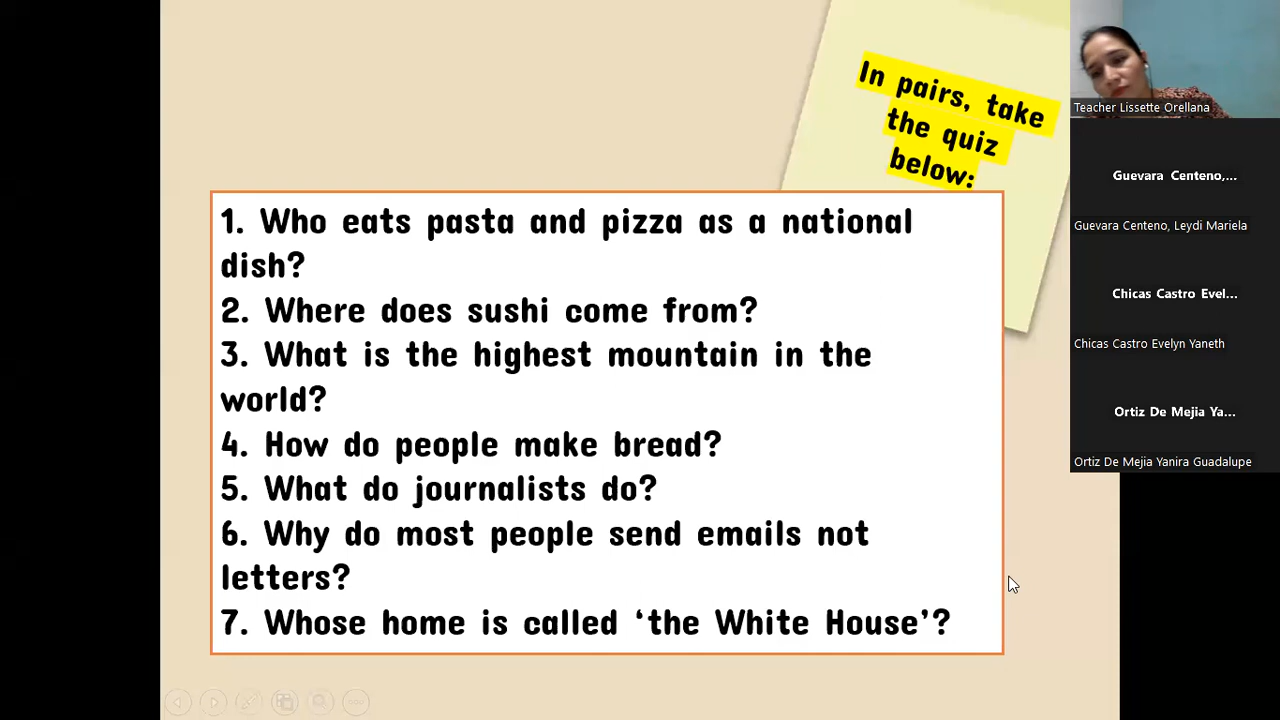 In pairs, take
the quiz
below:
1. Who eats pasta and pizza as a national
dish?
2. Where does sushi come from?
3. What is the highest mountain in the
world?
4. How do people make bread?
5. What do journalists do?
6. Why do most people send emails not
letters?
7. Whose home is called ‘the White House’?
Teacher Lissette Orellana
Guevara Centeno,...
Guevara Centeno, Leydi Mariela
Chicas Castro Evel...
Chicas Castro Evelyn Yaneth
Ortiz De Mejia Ya...
Ortiz De Mejia Yanira Guadalupe